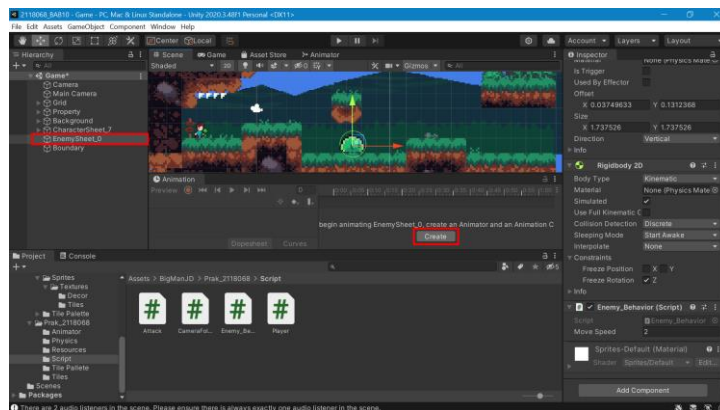 2118068_BAB10 - Game - PC, Mac & Linux Standalone - Unity 2020.3.48f1 Personal <DX11>
File Edit Assets GameObject Component Window Help
Center Local
Account Layers Layout
Hierarchy
All
Game*
Camera
Main Camera
Grid
Property
Background
CharacterSheet_7
EnemySheet_0
Boundary
Scene Game Asset Store Animator
Shaded 2D Gizmos All
Animation
Preview 0
begin animating EnemySheet_0, create an Animator and an Animation C
Create
Dopesheet Curves
Inspector
Material None (Physics Mate
Is Trigger
Used By Effector
Offset
X 0.03749633 Y 0.1312368
Size
X 1.737526 Y 1.737526
Direction Vertical
Info
Rigidbody 2D
Body Type Kinematic
Material None (Physics Mate
Simulated
Use Full Kinematic C
Collision Detection Discrete
Sleeping Mode Start Awake
Interpolate None
Constraints
Freeze Position X Y
Freeze Rotation Z
Info
Enemy_Behavior (Script)
Script Enemy_Behavior
Move Speed 2
Sprites-Default (Material)
Shader Sprites/Default Edit...
Add Component
Project Console
Sprites
Textures
Decor
Tiles
Tile Palette
Prak_2118068
Animator
Physics
Resources
Script
Tile Pallete
Tiles
Scenes
Packages
Assets > BigManJD > Prak_2118068 > Script
Attack CameraFol... Enemy_Be... Player
There are 2 audio listeners in the scene. Please ensure there is always exactly one audio listener in the scene.